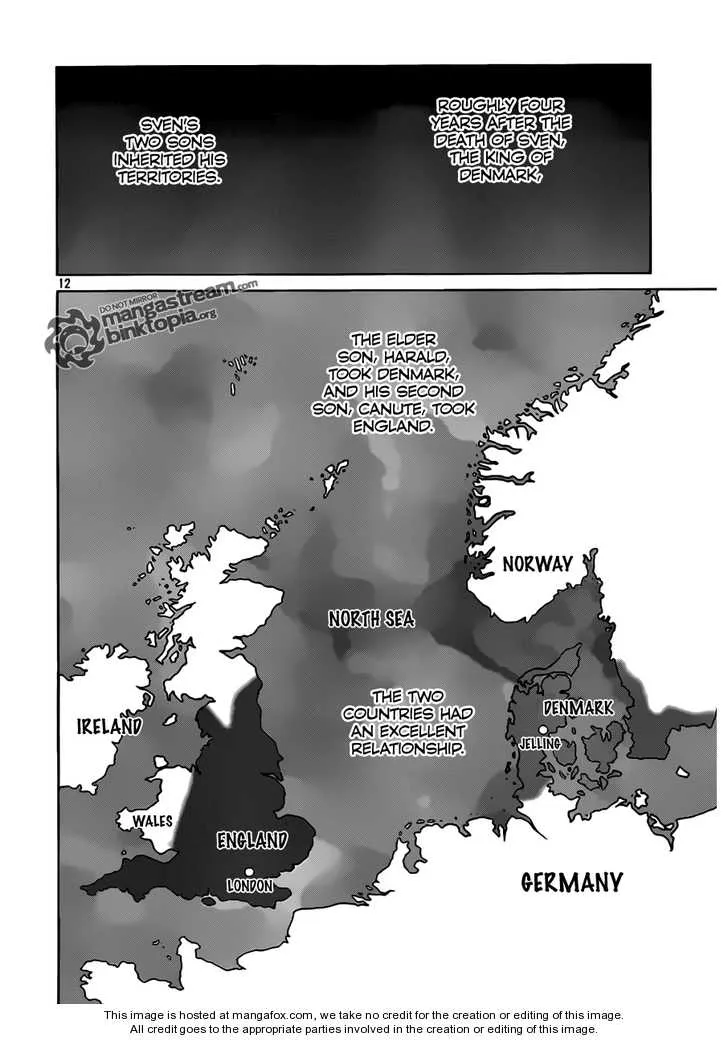 ROUGHLY FOUR
YEARS AFTER THE
DEATH OF SVEN,
THE KING OF
DENMARK,
SVEN'S
TWO SONS
INHERITED HIS
TERRITORIES.
12
DO NOT MIRROR
mangastream.com
binktopia.org
THE ELDER
SON, HARALD,
TOOK DENMARK,
AND HIS SECOND
SON, CANUTE, TOOK
ENGLAND.
NORWAY
NORTH SEA
THE TWO
COUNTRIES HAD
AN EXCELLENT
RELATIONSHIP.
DENMARK
JELLING
IRELAND
WALES
ENGLAND
LONDON
GERMANY
This image is hosted at mangafox.com, we take no credit for the creation or editing of this image.
All credit goes to the appropriate parties involved in the creation or editing of this image.